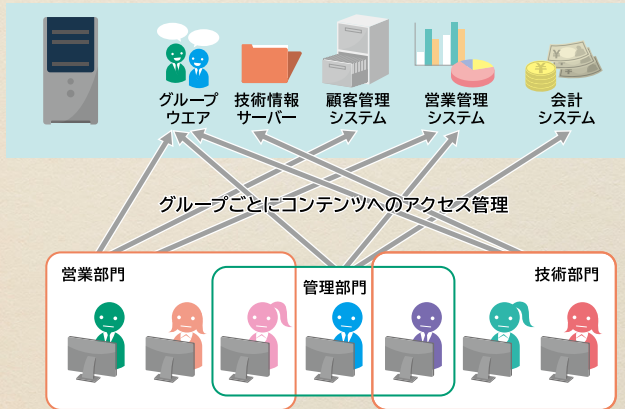 グループ
ウエア
技術情報
サーバー
顧客管理
システム
営業管理
システム
会計
システム
グループごとにコンテンツへのアクセス管理
営業部門
管理部門
技術部門